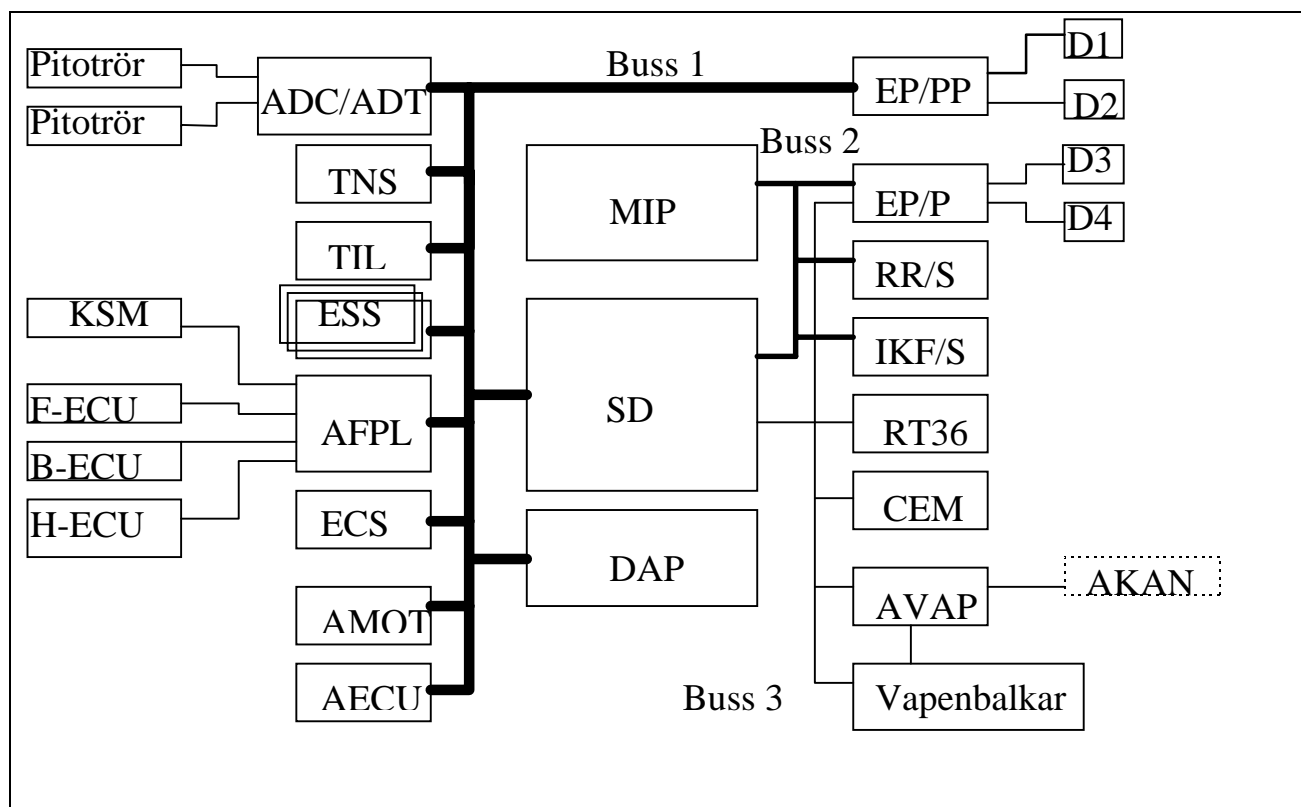 Pitotrör
Pitotrör
ADC/ADT
Buss 1
EP/PP
D1
D2
Buss 2
TNS
MIP
EP/P
D3
D4
TIL
RR/S
KSM
ESS
IKF/S
F-ECU
B-ECU
H-ECU
AFPL
SD
RT36
ECS
CEM
DAP
AMOT
AVAP
AKAN
AECU
Buss 3
Vapenbalkar